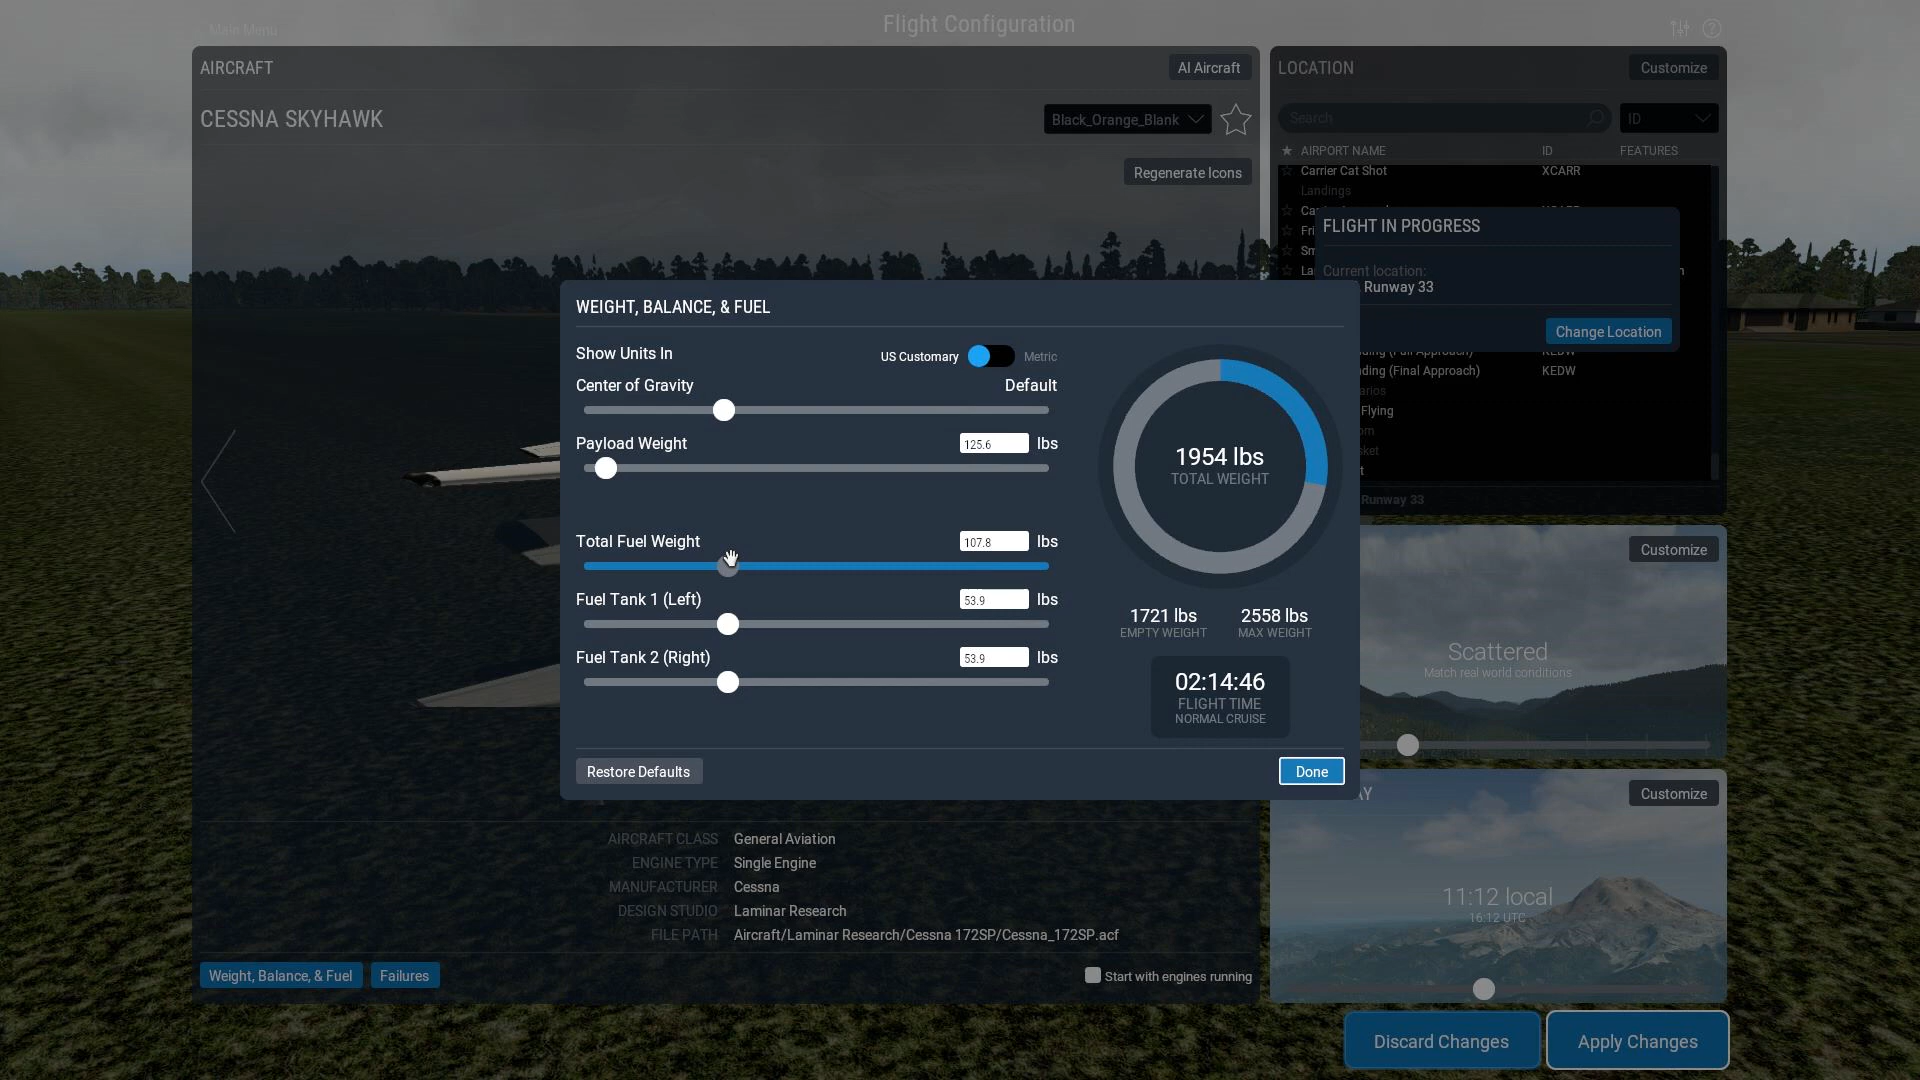 Main Menu
Flight Configuration
AIRCRAFT
AI Aircraft
CESSNA SKYHAWK
Black_Orange_Blank
Regenerate Icons
LOCATION
Customize
Search
ID
AIRPORT NAME
ID
FEATURES
Carrier Cat Shot
XCARR
Landings
FLIGHT IN PROGRESS
Current location:
Runway 33
Change Location
KEDW
ding (Final Approach)
KEDW
Flying
Runway 33
WEIGHT, BALANCE, & FUEL
Show Units In
US Customary
Metric
Center of Gravity
Default
Payload Weight
125.6
lbs
Total Fuel Weight
107.8
lbs
Fuel Tank 1 (Left)
53.9
lbs
Fuel Tank 2 (Right)
53.9
lbs
1954 lbs
TOTAL WEIGHT
1721 lbs
EMPTY WEIGHT
2558 lbs
MAX WEIGHT
02:14:46
FLIGHT TIME
NORMAL CRUISE
Restore Defaults
Done
Customize
Scattered
Match real world conditions
Customize
11:12 local
16:12 UTC
AIRCRAFT CLASS
General Aviation
ENGINE TYPE
Single Engine
MANUFACTURER
Cessna
DESIGN STUDIO
Laminar Research
FILE PATH
Aircraft/Laminar Research/Cessna 172SP/Cessna_172SP.acf
Weight, Balance, & Fuel
Failures
Start with engines running
Discard Changes
Apply Changes